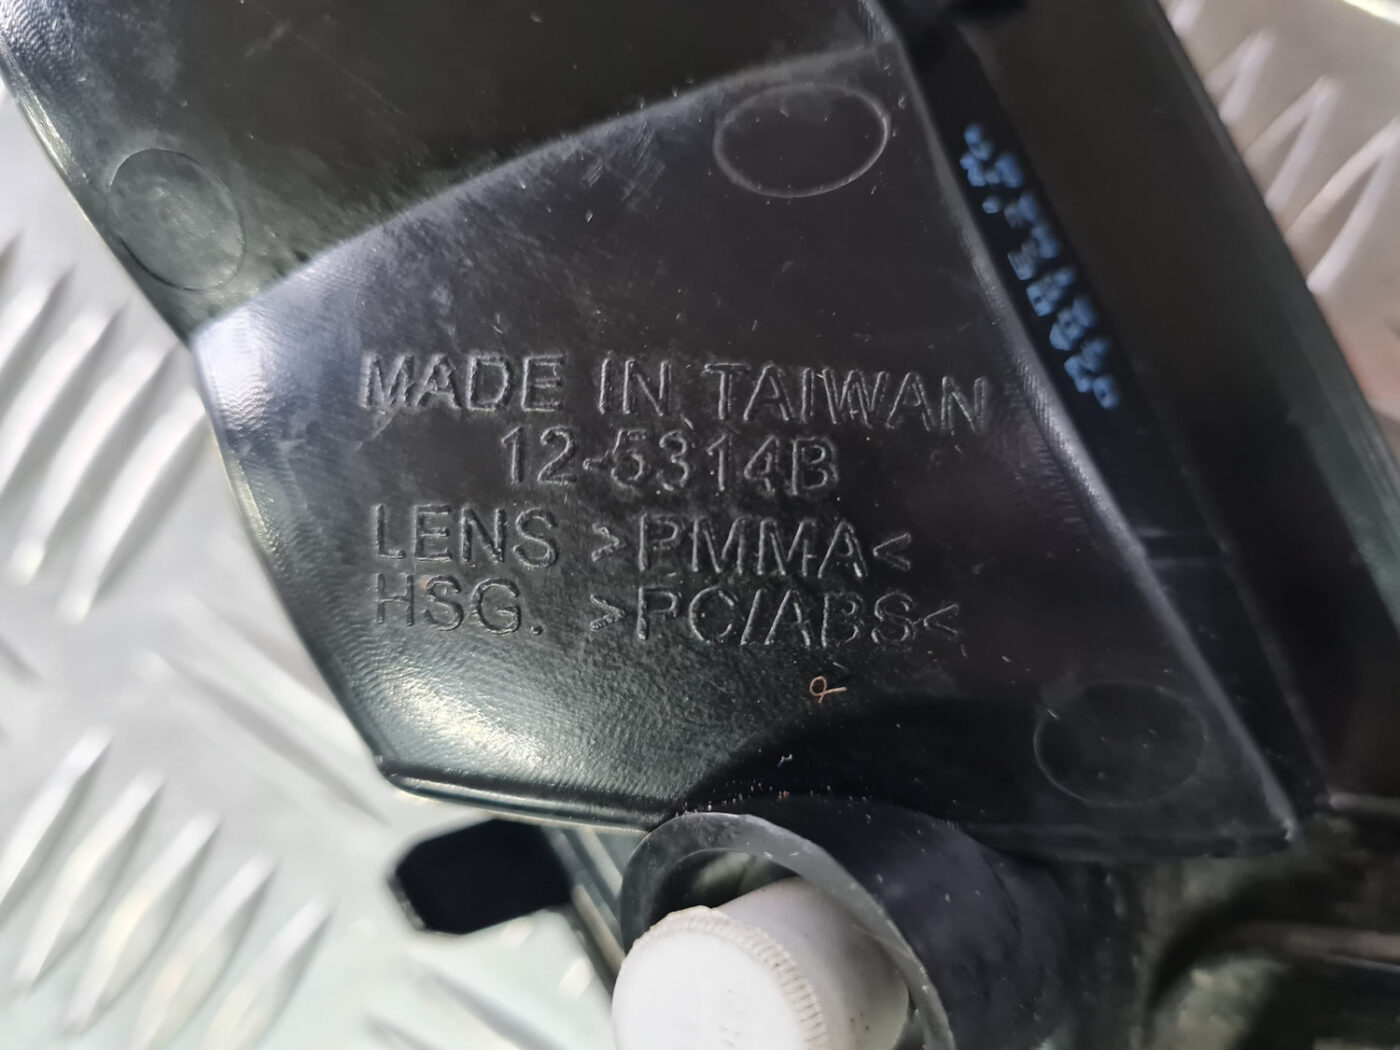 MADE IN TAIWAN
12-5314B
LENS >PMMA<
HSG. >PC/ABS<